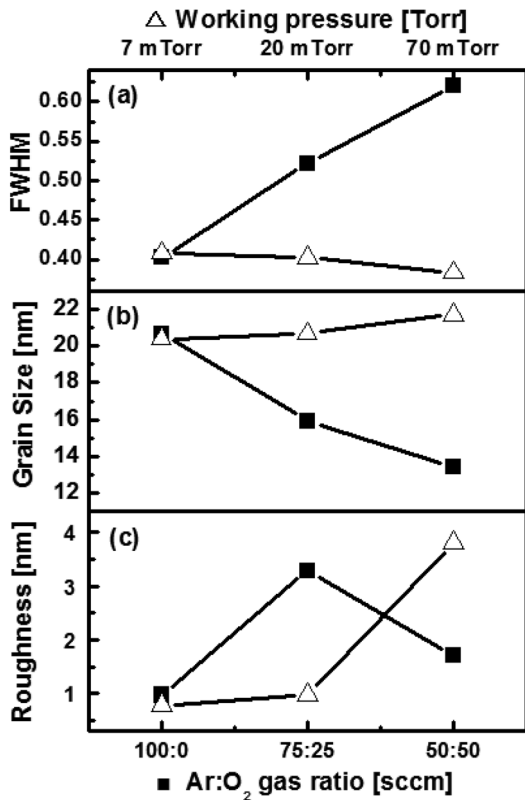 △ Working pressure [Torr]
7 mTorr 20 mTorr 70 mTorr
(a)
FWHM
0.60
0.55
0.50
0.45
0.40
(b)
Grain Size [nm]
22
20
18
16
14
12
(c)
Roughness [nm]
4
3
2
1
100:0 75:25 50:50
■ Ar:O₂ gas ratio [sccm]